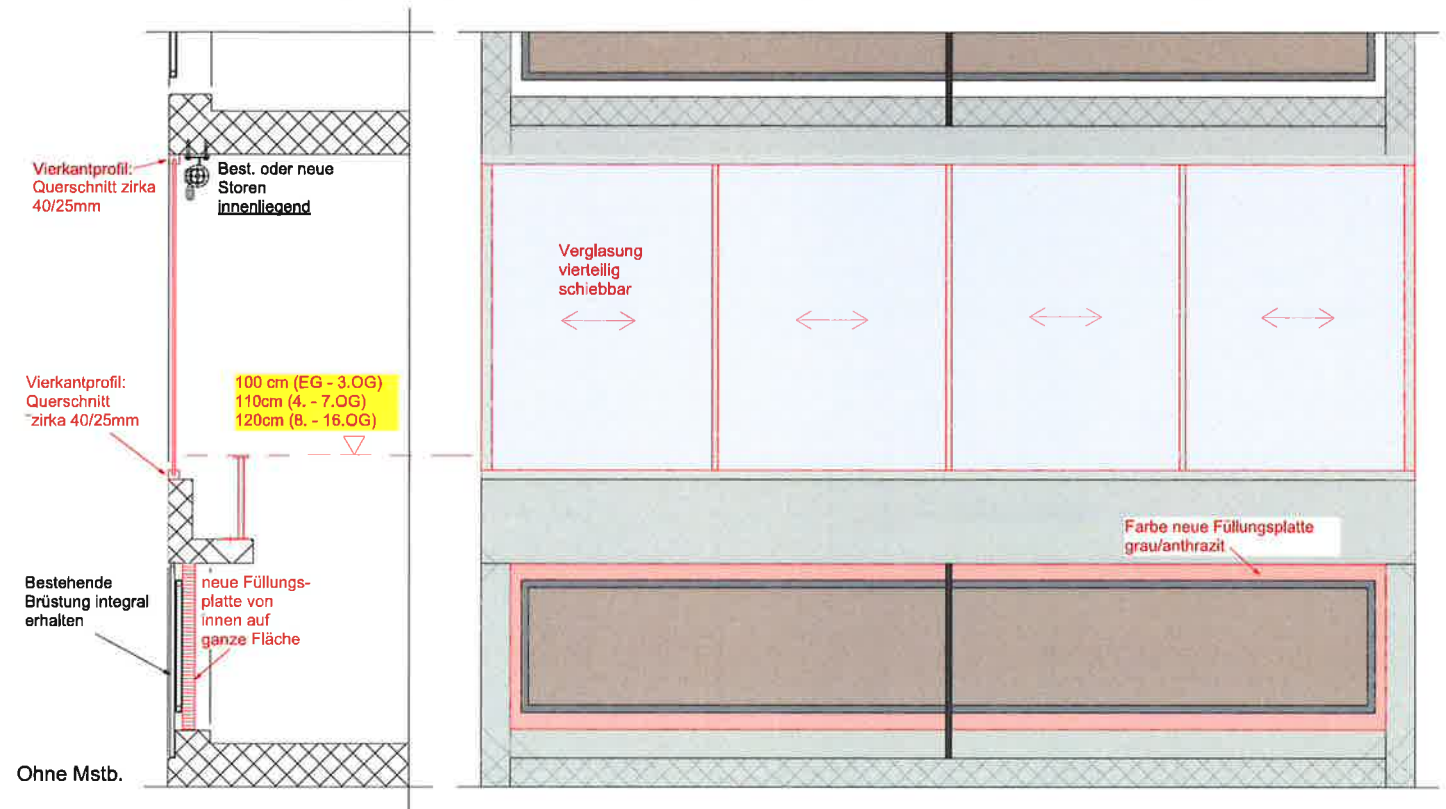 Vierkantprofil:
Querschnitt zirka
40/25mm
Best. oder neue
Storen
innenliegend
Verglasung
vierteilig
schiebbar
Vierkantprofil:
Querschnitt
zirka 40/25mm
100 cm (EG - 3.OG)
110cm (4. - 7.OG)
120cm (8. - 16.OG)
Farbe neue Füllungsplatte
grau/anthrazit
Bestehende
Brüstung integral
erhalten
neue Füllungs-
platte von
innen auf
ganze Fläche
Ohne Mstb.